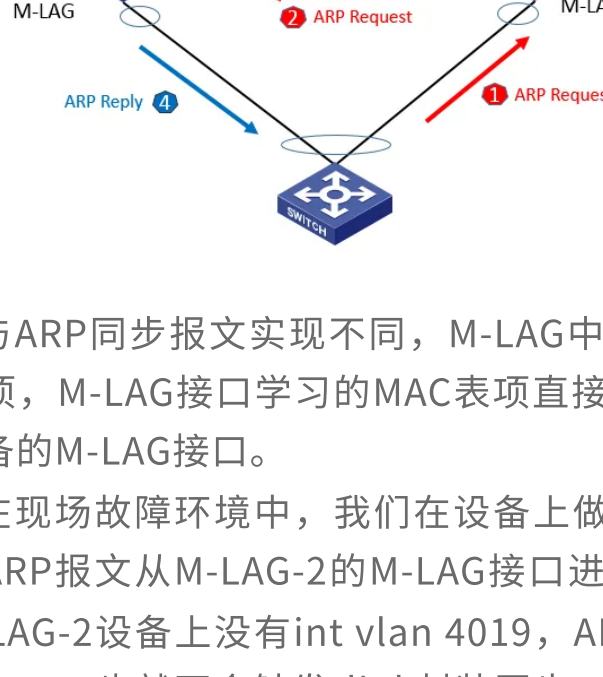 M-LAG
2 ARP Request
ARP Reply 4
1 ARP
SWITCH
与ARP同步报文实现不同，M-LAG中
项，M-LAG接口学习的MAC表项直接
备的M-LAG接口。
在现场故障环境中，我们在设备上做
ARP报文从M-LAG-2的M-LAG接口进
LAG-2设备上没有int vlan 4019，